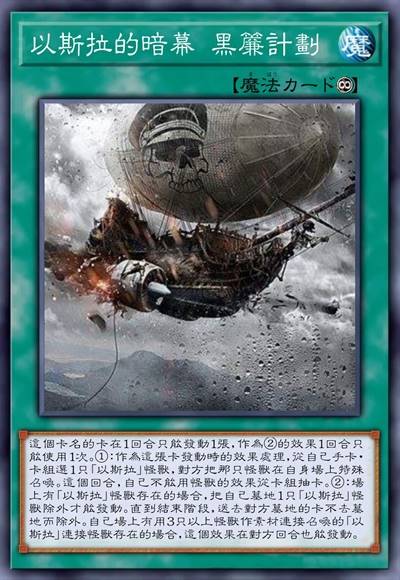 以斯拉的暗幕 黑簾計劃
魔
【魔法カード♾】
這個卡名的卡在1回合只能發動1張，作為②的效果1回合只
能使用1次。①：作為這張卡發動時的效果處理，從自己手卡・
卡組選1只「以斯拉」怪獸，對方把那只怪獸在自身場上特殊
召喚。這個回合，自己不能用怪獸的效果從卡組抽卡。②：場
上有「以斯拉」怪獸存在的場合，把自己墓地1只「以斯拉」怪
獸除外才能發動。直到結束階段，送去對方墓地的卡不去墓
地而除外。自己場上有用3只以上怪獸作素材連接召喚的「以
斯拉」連接怪獸存在的場合，這個效果在對方回合也能發動。